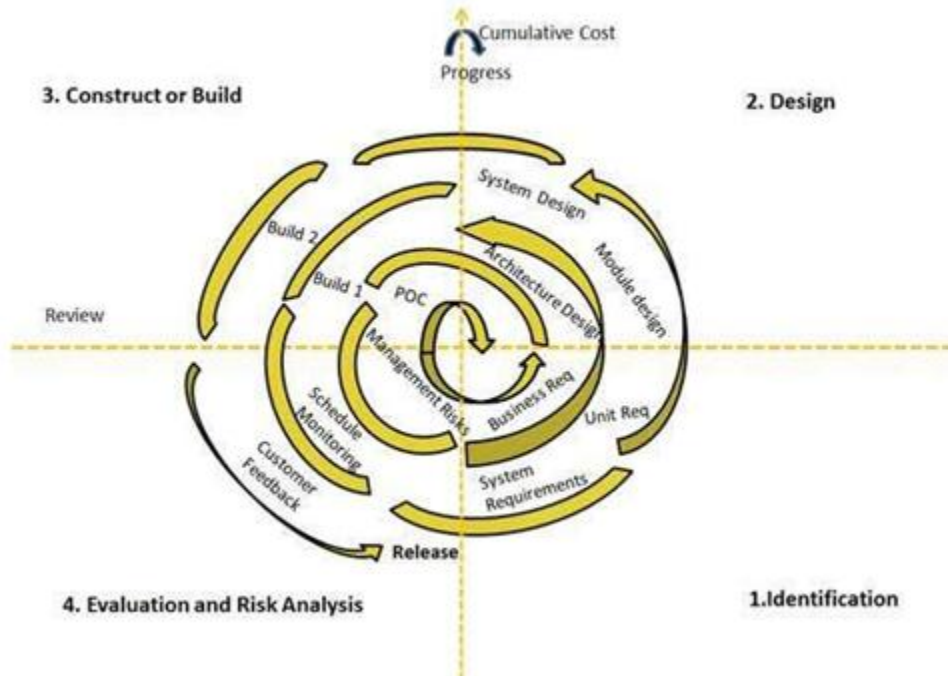 Cumulative Cost
Progress
3. Construct or Build
2. Design
System Design
Build 2
Module design
Architecture Design
Build 1
POC
Review
Management Risks
Business Req
Unit Req
Schedule
Monitoring
System
Requirements
Customer
Feedback
Release
4. Evaluation and Risk Analysis
1.Identification